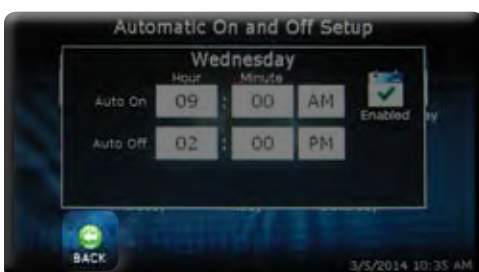 Automatic On and Off Setup
Wednesday
Hour Minute
Auto On 09 : 00 AM
Enabled
Auto Off 02 : 00 PM
BACK
3/5/2014 10:35 AM